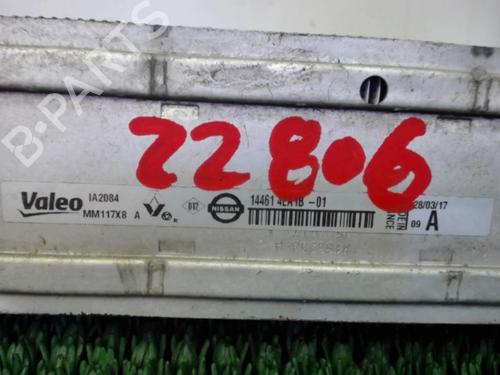 B-PARTS
22806
Valeo
IA2084
MM117X8 A
NISSAN
14461 4EA1B -01
28/03/17
09 A